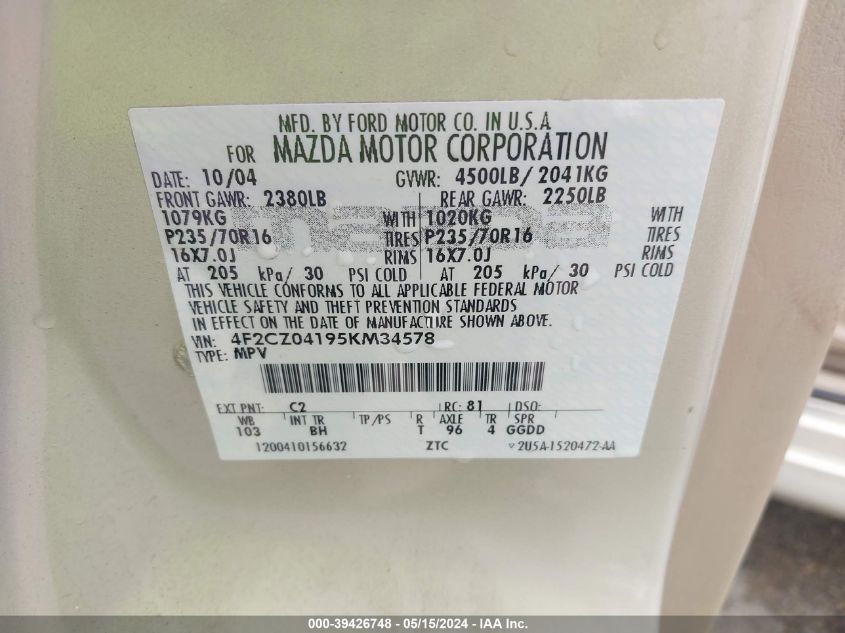 MFD. BY FORD MOTOR CO. IN U.S.A
FOR MAZDA MOTOR CORPORATION
DATE: 10/04 GVWR: 4500LB/ 2041KG
FRONT GAWR: 2380LB REAR GAWR: 2250LB
1079KG WITH 1020KG WITH
P235/70R16 TIRES P235/70R16 TIRES
16X7.0J RIMS 16X7.0J RIMS
AT 205 kPa/ 30 PSI COLD AT 205 kPa/ 30 PSI COLD
THIS VEHICLE CONFORMS TO ALL APPLICABLE FEDERAL MOTOR
VEHICLE SAFETY AND THEFT PREVENTION STANDARDS
IN EFFECT ON THE DATE OF MANUFACTURE SHOWN ABOVE.
VIN: 4F2CZ04195KM34578
TYPE: MPV
EXT PNT: C2 RC: 81 DSO:
WB INT TR TP/PS R AXLE TR SPR
103 BH T 96 4 GGDD
1200410156632 ZTC 2U5A-1520472-AA
000-39426748 - 05/15/2024 - IAA Inc.